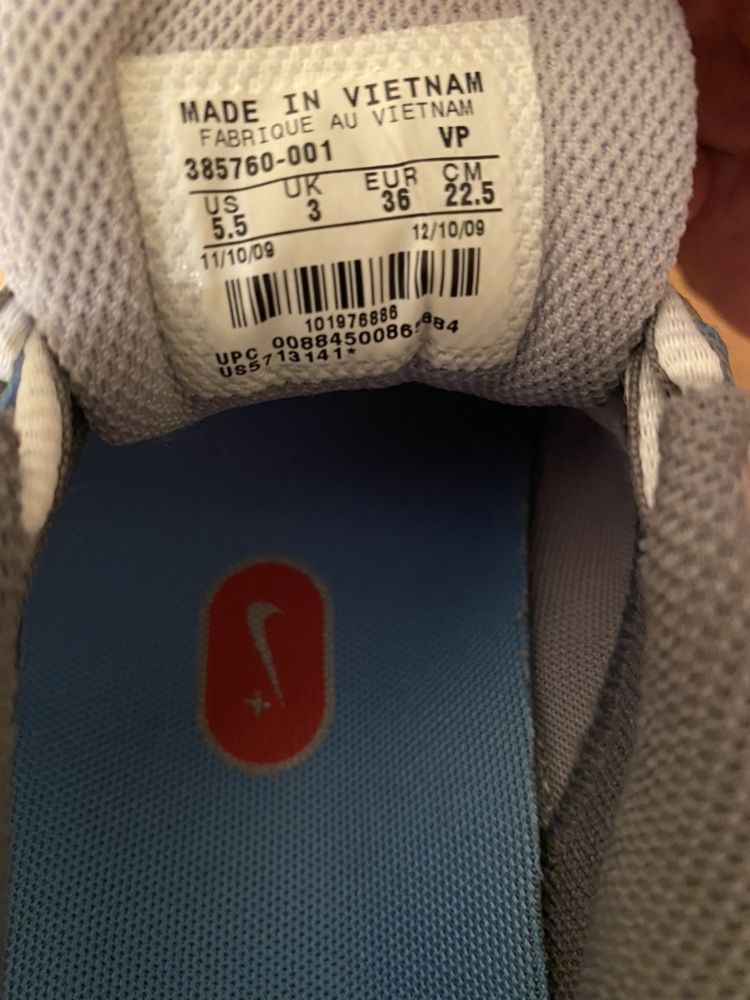 MADE IN VIETNAM
FABRIQUE AU VIETNAM
385760-001 VP
US UK EUR CM
5.5 3 36 22.5
11/10/09 12/10/09
101976886
UPC
US5713141*